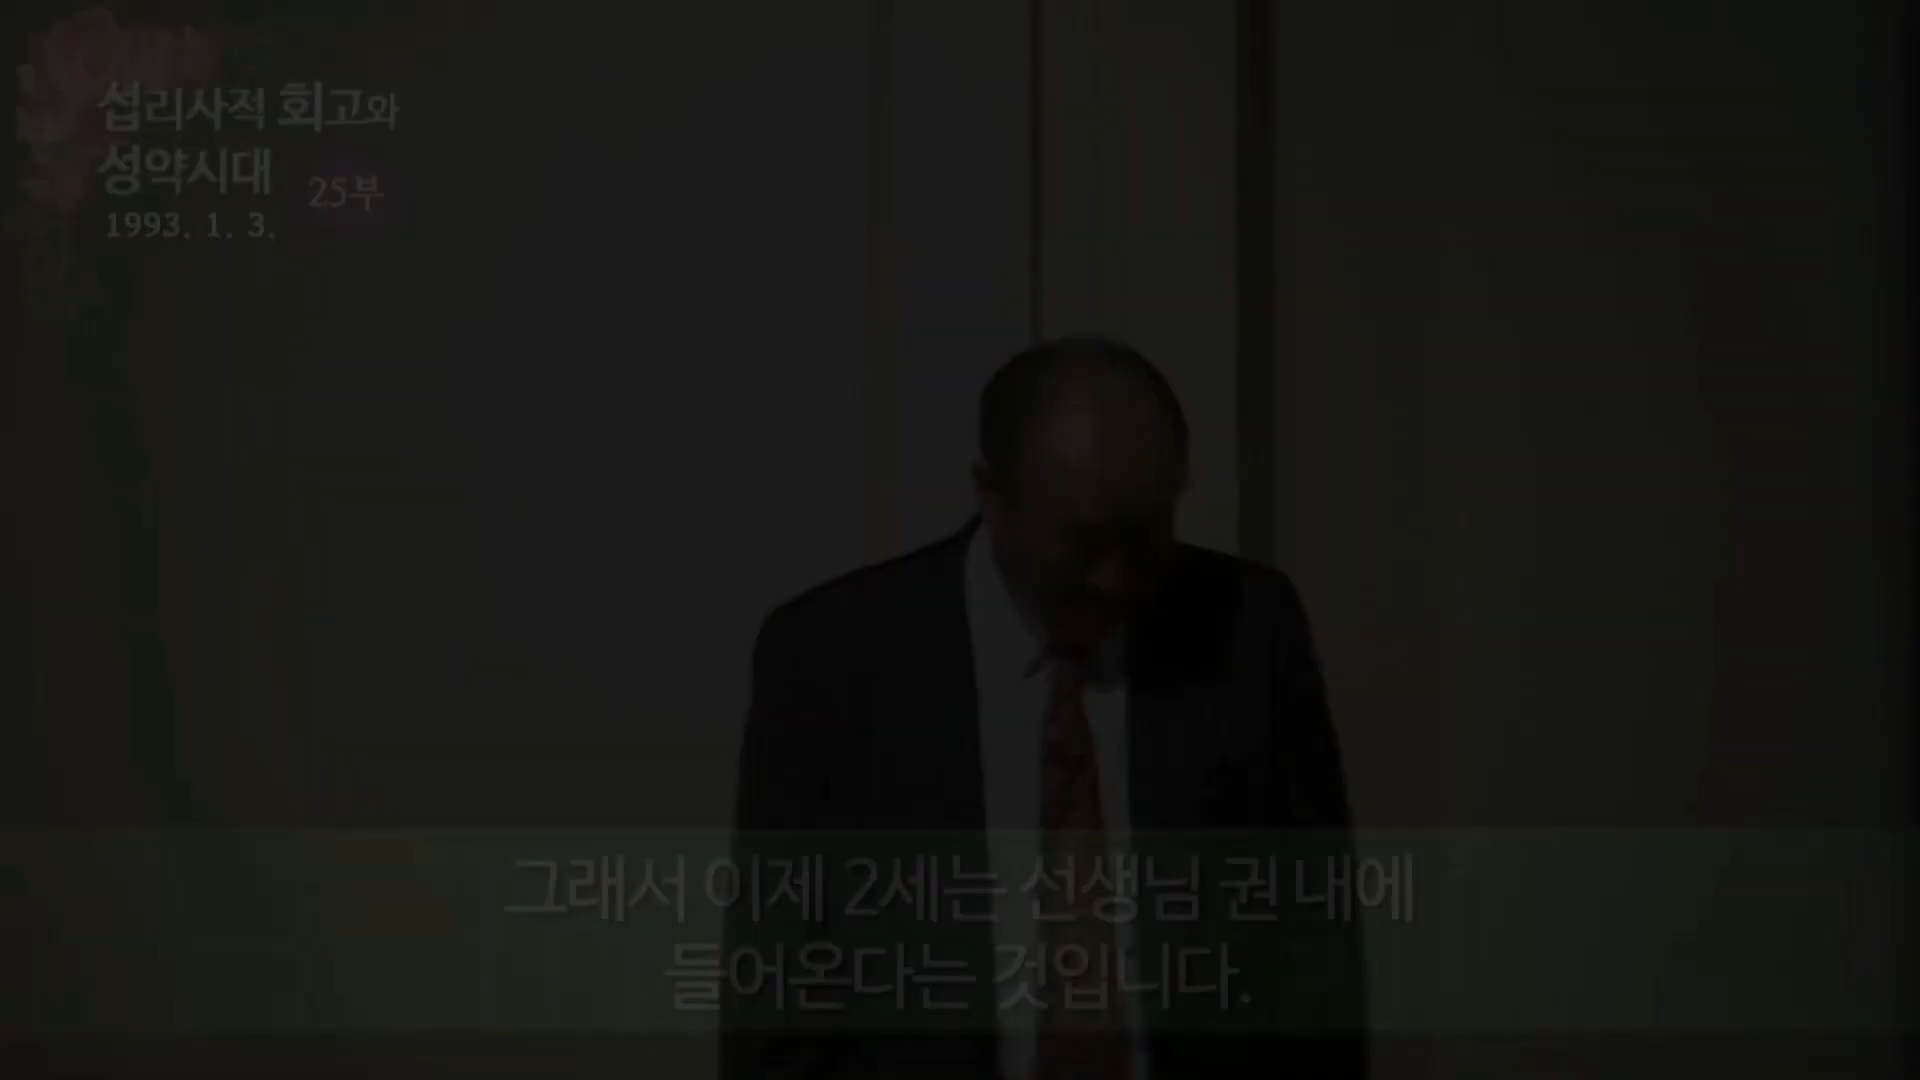 섭리사적 회고와
성약시대 25부
1993. 1. 3.
그래서 이제 2세는 선생님 권 내에
들어온다는 것입니다.